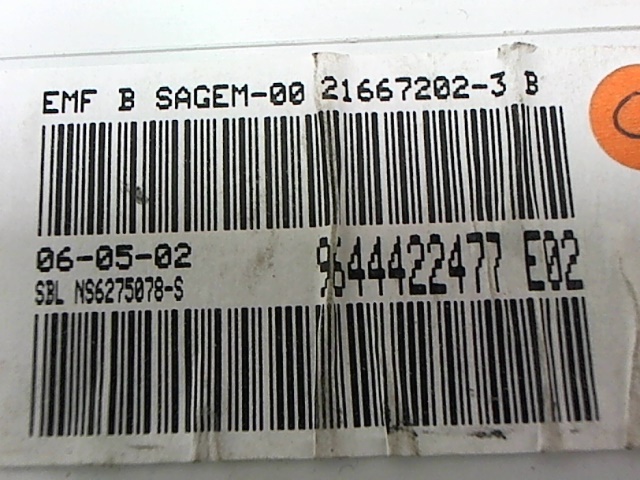 EMF B SAGEM-00 21667202-3 B
06-05-02 9644422477 E02
SBL NS6275078-S